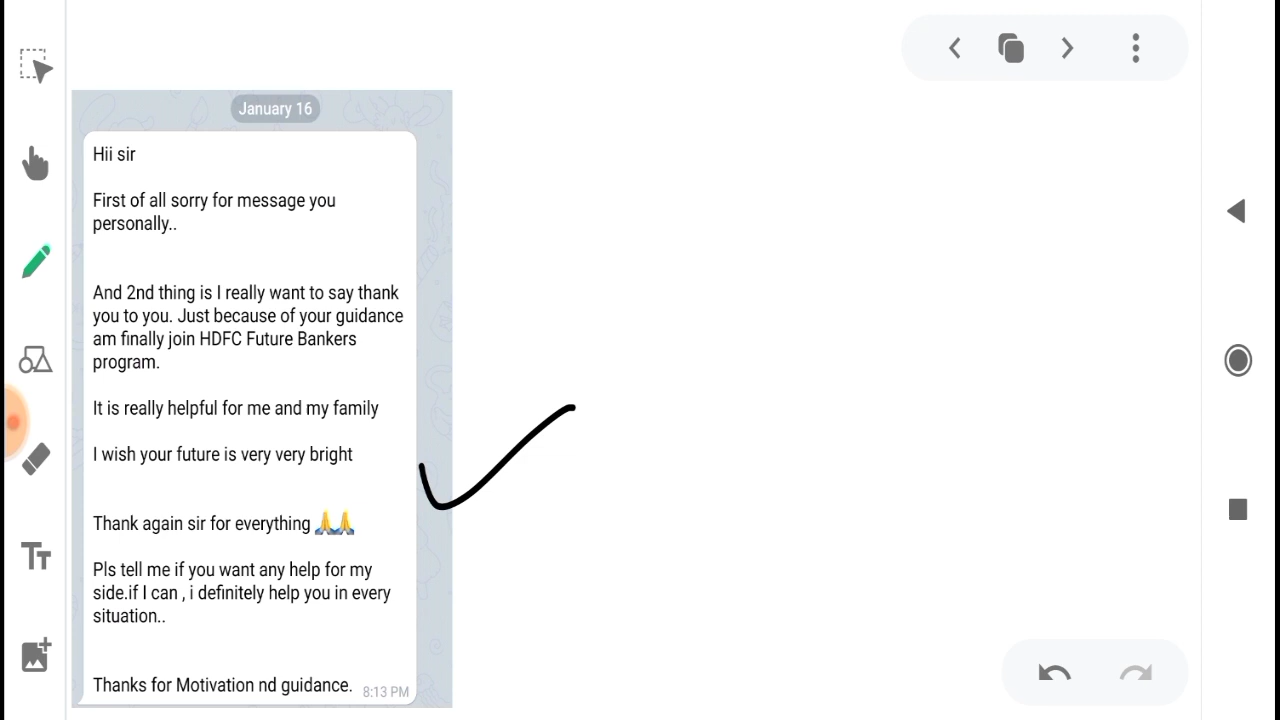 January 16
Hii sir
First of all sorry for message you
personally..
And 2nd thing is I really want to say thank
you to you. Just because of your guidance
am finally join HDFC Future Bankers
program.
It is really helpful for me and my family
I wish your future is very very bright
Thank again sir for everything 🙏🙏
Pls tell me if you want any help for my
side.if I can , i definitely help you in every
situation..
Thanks for Motivation nd guidance.
8:13 PM
TT